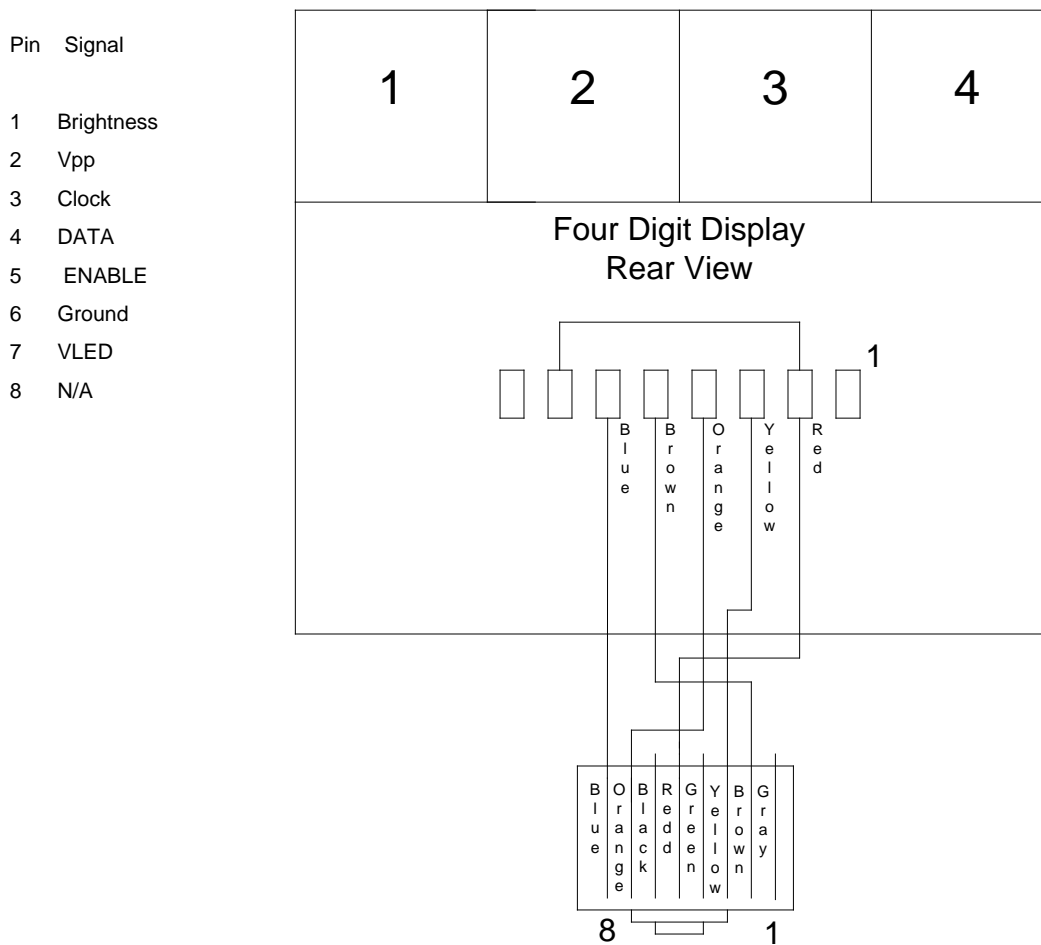 Pin Signal
1 Brightness
2 Vpp
3 Clock
4 DATA
5 ENABLE
6 Ground
7 VLED
8 N/A
1 2 3 4
Four Digit Display
Rear View
1
Blue
Brown
Orange
Yellow
Red
Blue
Orange
Black
Redd
Green
Yellow
Brown
Gray
8 1